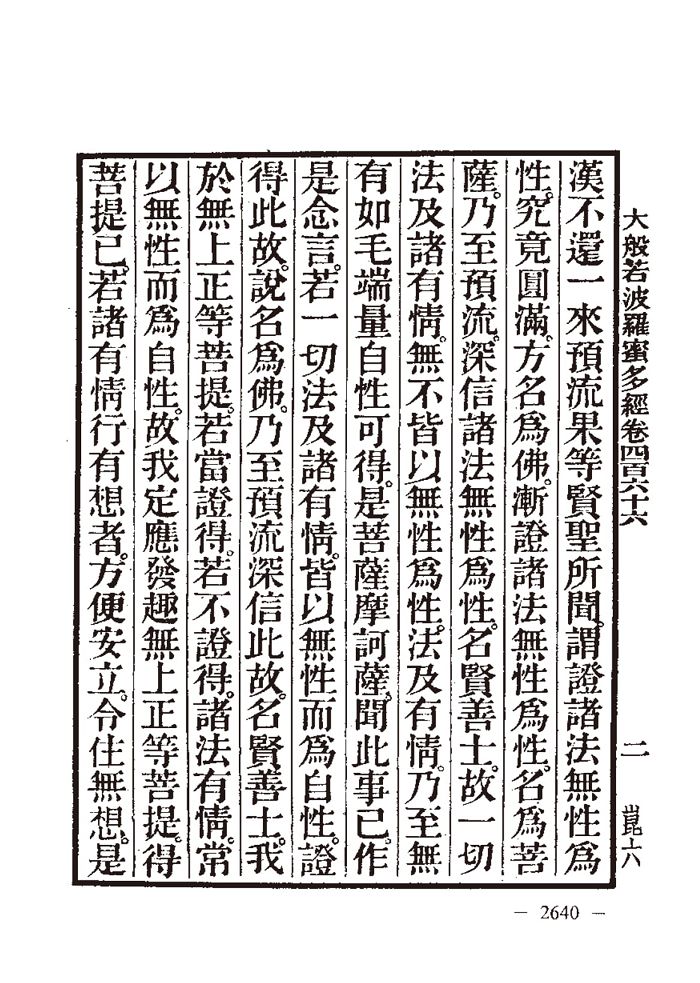 大般若波羅蜜多經卷四百六十六 二 崑六
漢不還一來預流果等賢聖所聞。謂證諸法無性爲
性。究竟圓滿。方名爲佛。漸證諸法無性爲性。名爲菩
薩。乃至預流。深信諸法無性爲性。名賢善士。故一切
法及諸有情。無不皆以無性爲性。法及有情。乃至無
有如毛端量自性可得。是菩薩摩訶薩。聞此事已。作
是念言。若一切法及諸有情。皆以無性而爲自性。證
得此故。說名爲佛。乃至預流深信此故。名賢善士。我
於無上正等菩提。若當證得。若不證得。諸法有情。常
以無性而爲自性。故我定應發趣無上正等菩提。得
菩提已。若諸有情行有想者。方便安立。令住無想。是
— 2640 —